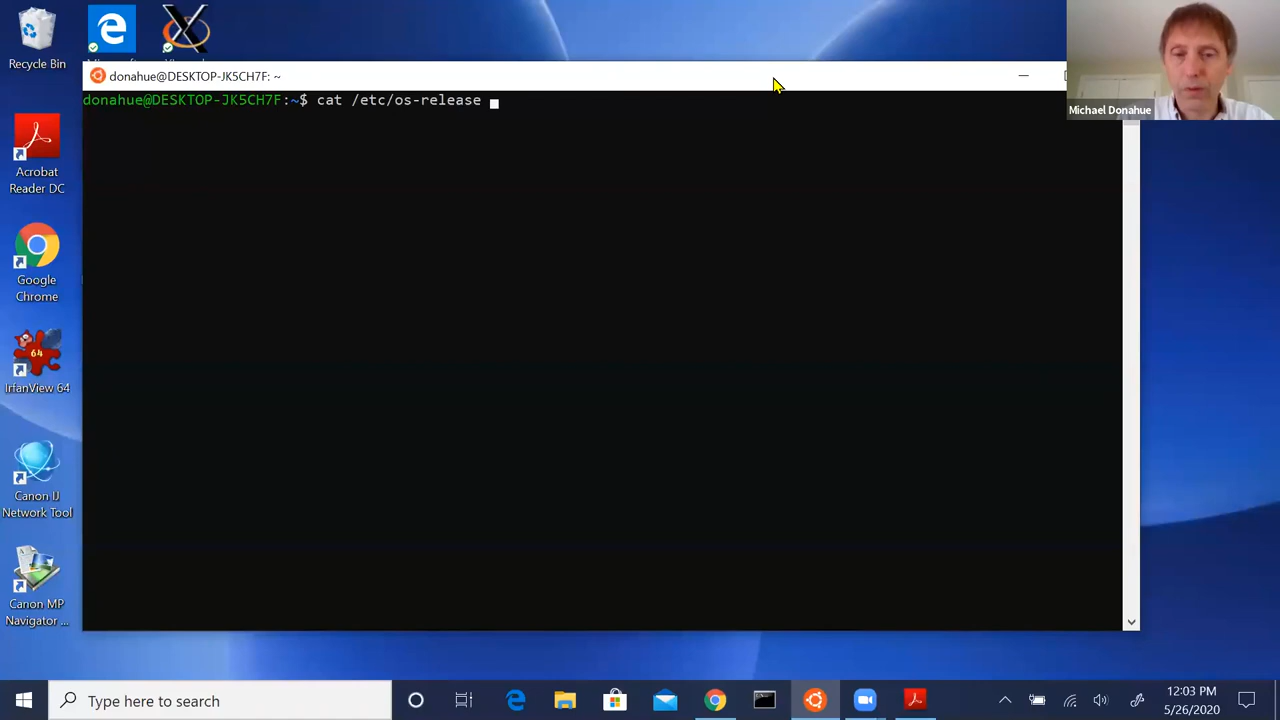 Recycle Bin
donahue@DESKTOP-JK5CH7F: ~
donahue@DESKTOP-JK5CH7F:~$ cat /etc/os-release
Michael Donahue
Acrobat
Reader DC
Google
Chrome
64
IrfanView 64
Canon IJ
Network Tool
Canon MP
Navigator ...
Type here to search
12:03 PM
5/26/2020